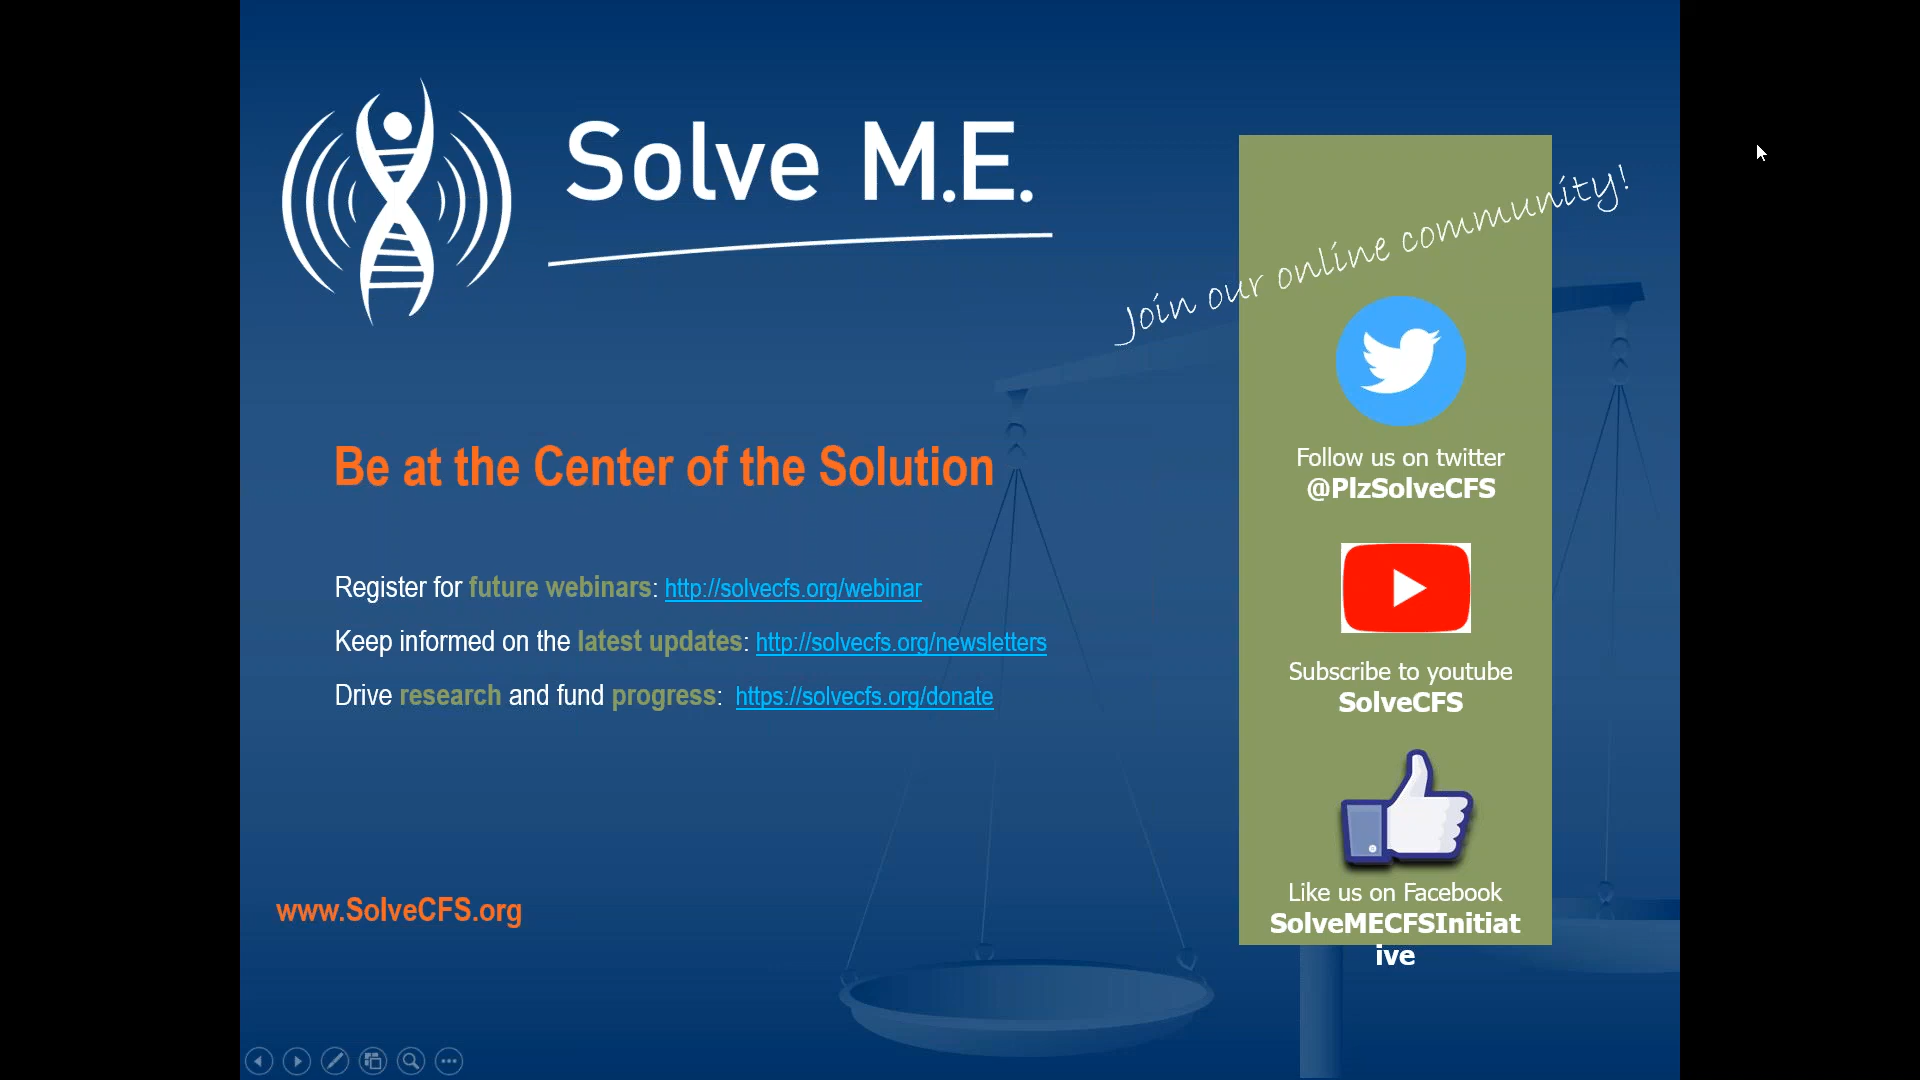 Solve M.E.
Join our online community!
Be at the Center of the Solution
Register for future webinars: http://solvecfs.org/webinar
Keep informed on the latest updates: http://solvecfs.org/newsletters
Drive research and fund progress: https://solvecfs.org/donate
www.SolveCFS.org
Follow us on twitter
@PlzSolveCFS
Subscribe to youtube
SolveCFS
Like us on Facebook
SolveMECFSInitiat
ive